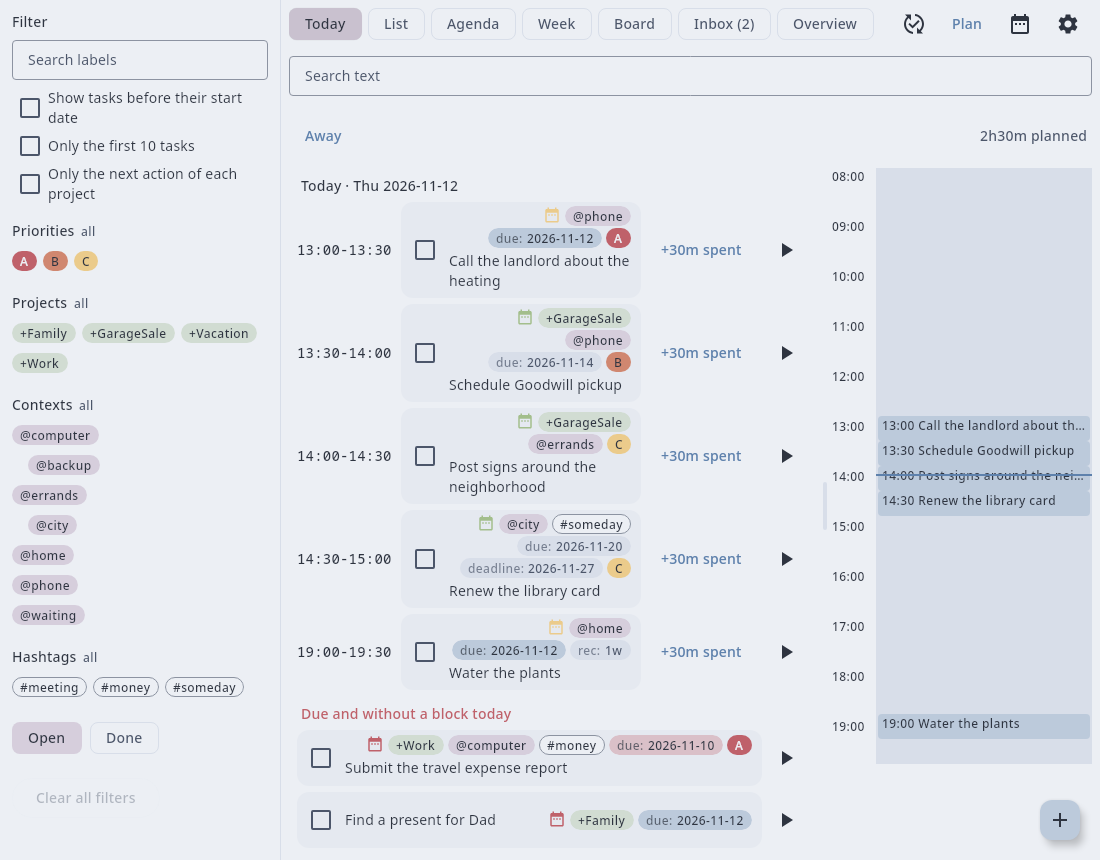 Filter
Search labels
Show tasks before their start
date
Only the first 10 tasks
Only the next action of each
project
Priorities all
A B C
Projects all
+Family +GarageSale +Vacation
+Work
Contexts all
@computer
@backup
@errands
@city
@home
@phone
@waiting
Hashtags all
#meeting #money #someday
Open Done
Clear all filters
Today List Agenda Week Board Inbox (2) Overview Plan
Search text
Away 2h30m planned
Today · Thu 2026-11-12
@phone
due: 2026-11-12 A
13:00-13:30 +30m spent
Call the landlord about the
heating
+GarageSale
@phone
13:30-14:00 +30m spent
due: 2026-11-14 B
Schedule Goodwill pickup
+GarageSale
@errands C
14:00-14:30 +30m spent
Post signs around the
neighborhood
@city #someday
due: 2026-11-20
14:30-15:00 +30m spent
deadline: 2026-11-27 C
Renew the library card
@home
19:00-19:30 due: 2026-11-12 rec: 1w +30m spent
Water the plants
Due and without a block today
+Work @computer #money due: 2026-11-10 A
Submit the travel expense report
Find a present for Dad +Family due: 2026-11-12
08:00
09:00
10:00
11:00
12:00
13:00
14:00
15:00
16:00
17:00
18:00
19:00
13:00 Call the landlord about th...
13:30 Schedule Goodwill pickup
14:00 Post signs around the nei...
14:30 Renew the library card
19:00 Water the plants
+